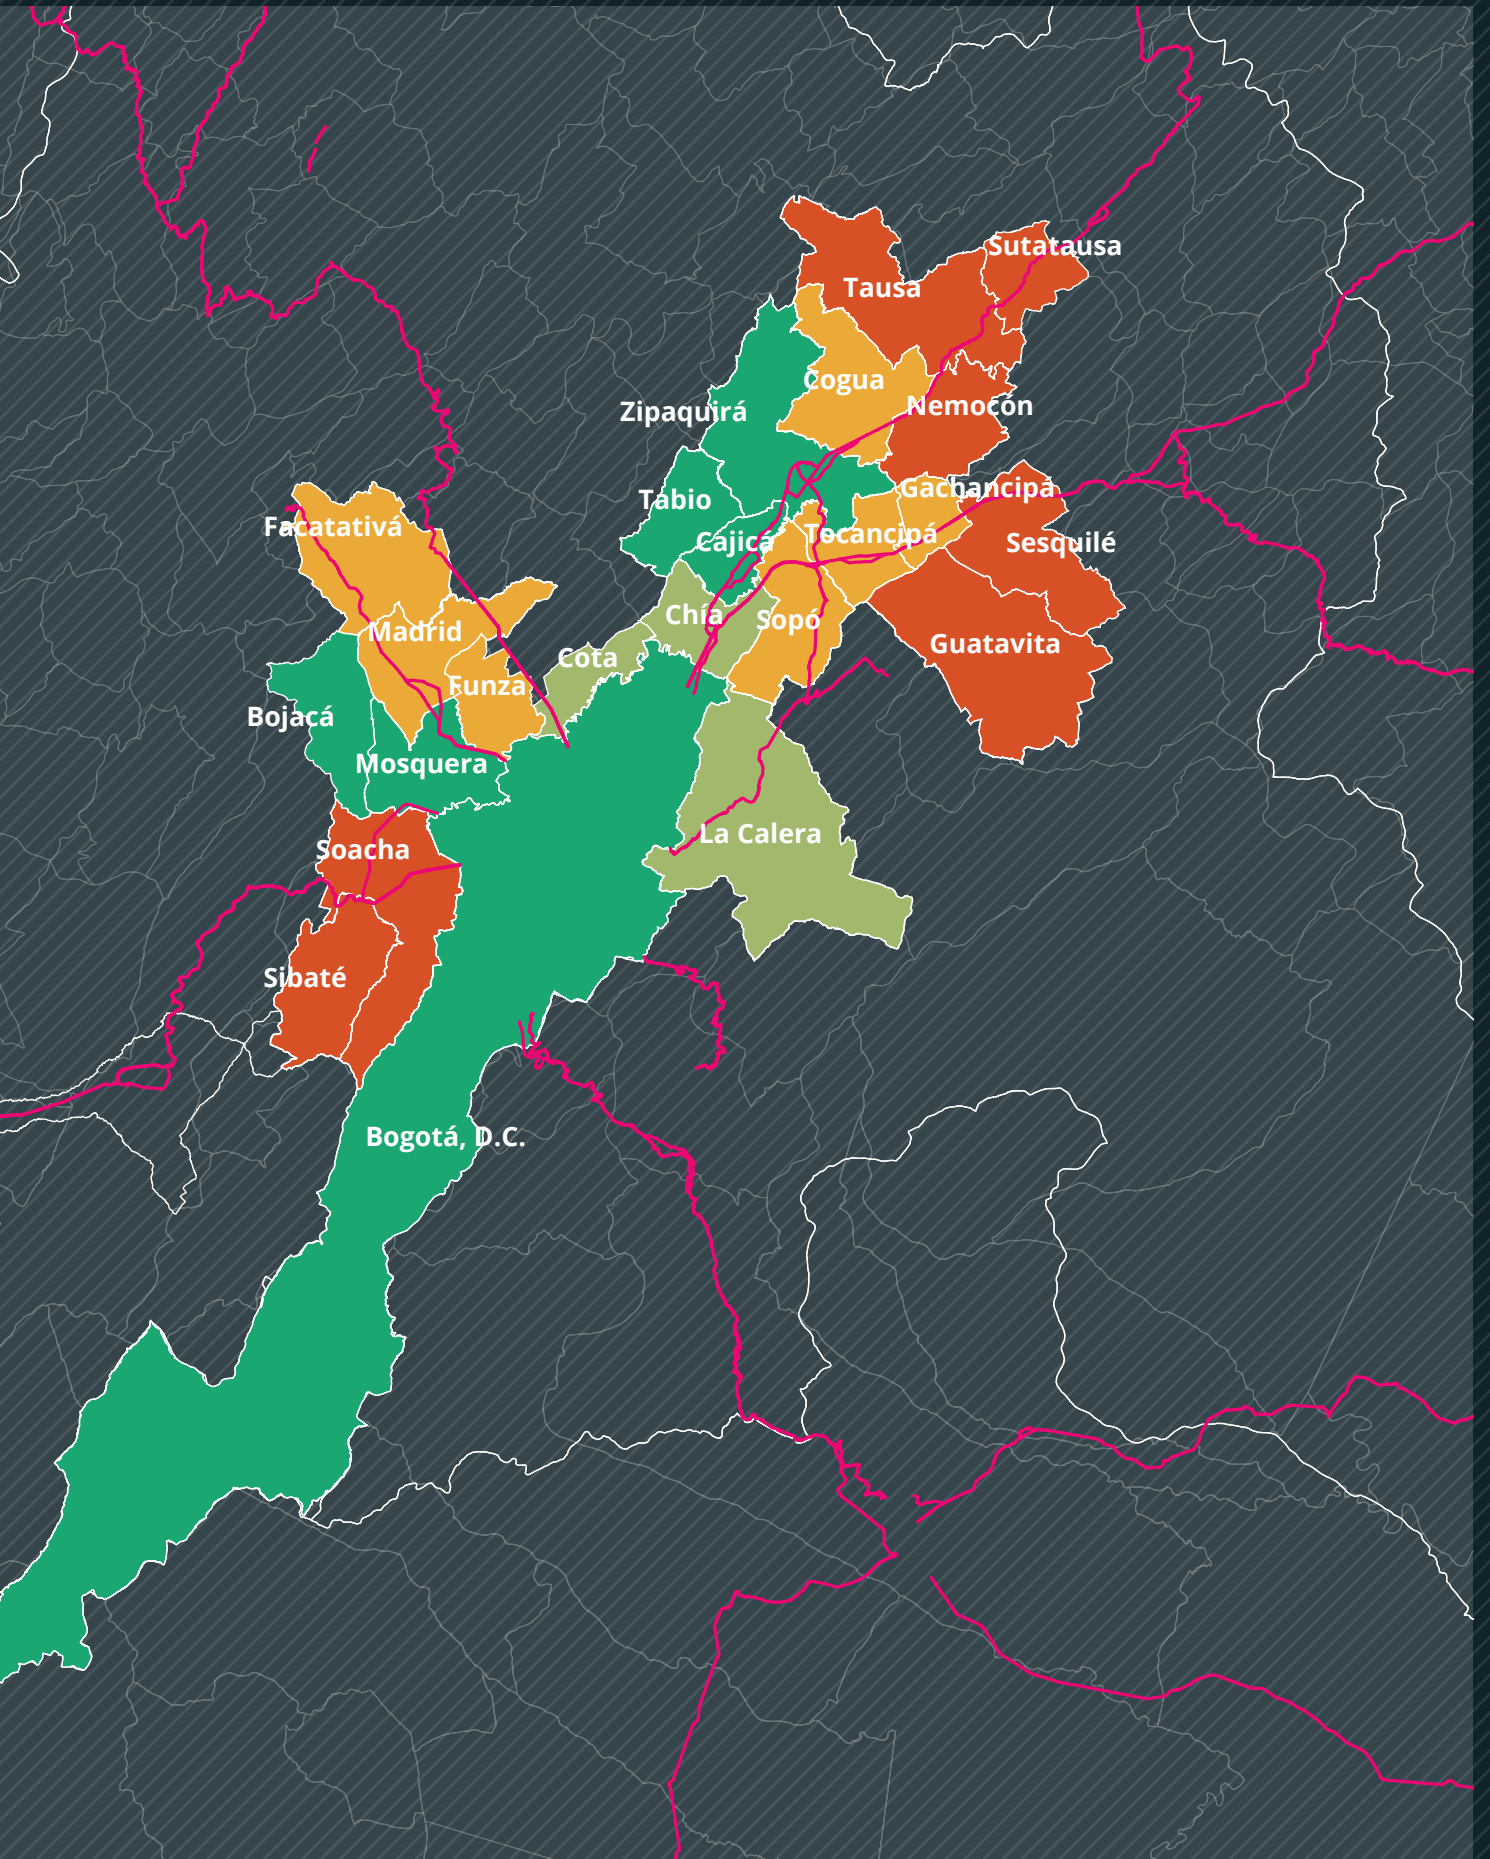 Sutatausa
Tausa
Cogua
Nemocón
Zipaquirá
Gachancipá
Tabio
Facatativá
Tocancipá
Cajicá
Sesquilé
Chía
Sopó
Madrid
Guatavita
Cota
Funza
Bojacá
Mosquera
La Calera
Soacha
Sibaté
Bogotá, D.C.